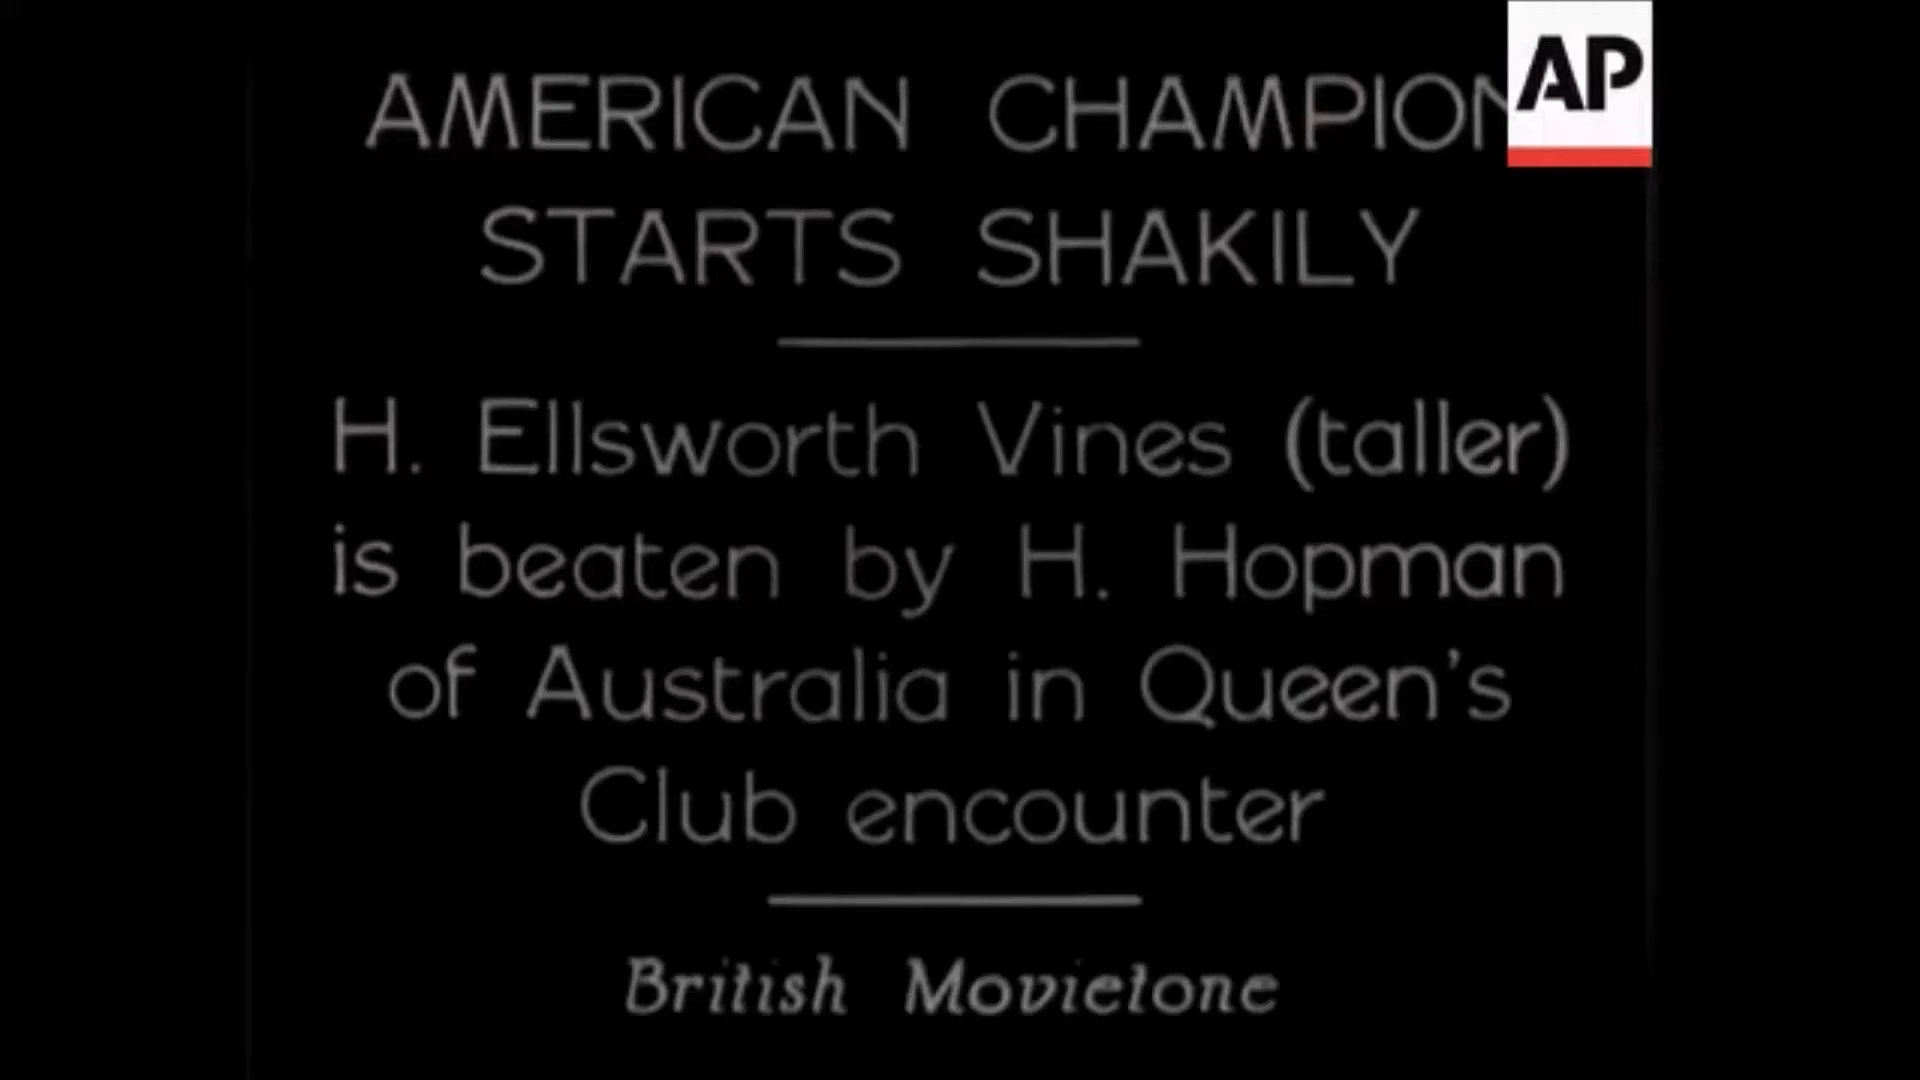 AP
AMERICAN CHAMPION
STARTS SHAKILY
H. Ellsworth Vines (taller)
is beaten by H. Hopman
of Australia in Queen's
Club encounter
British Movietone